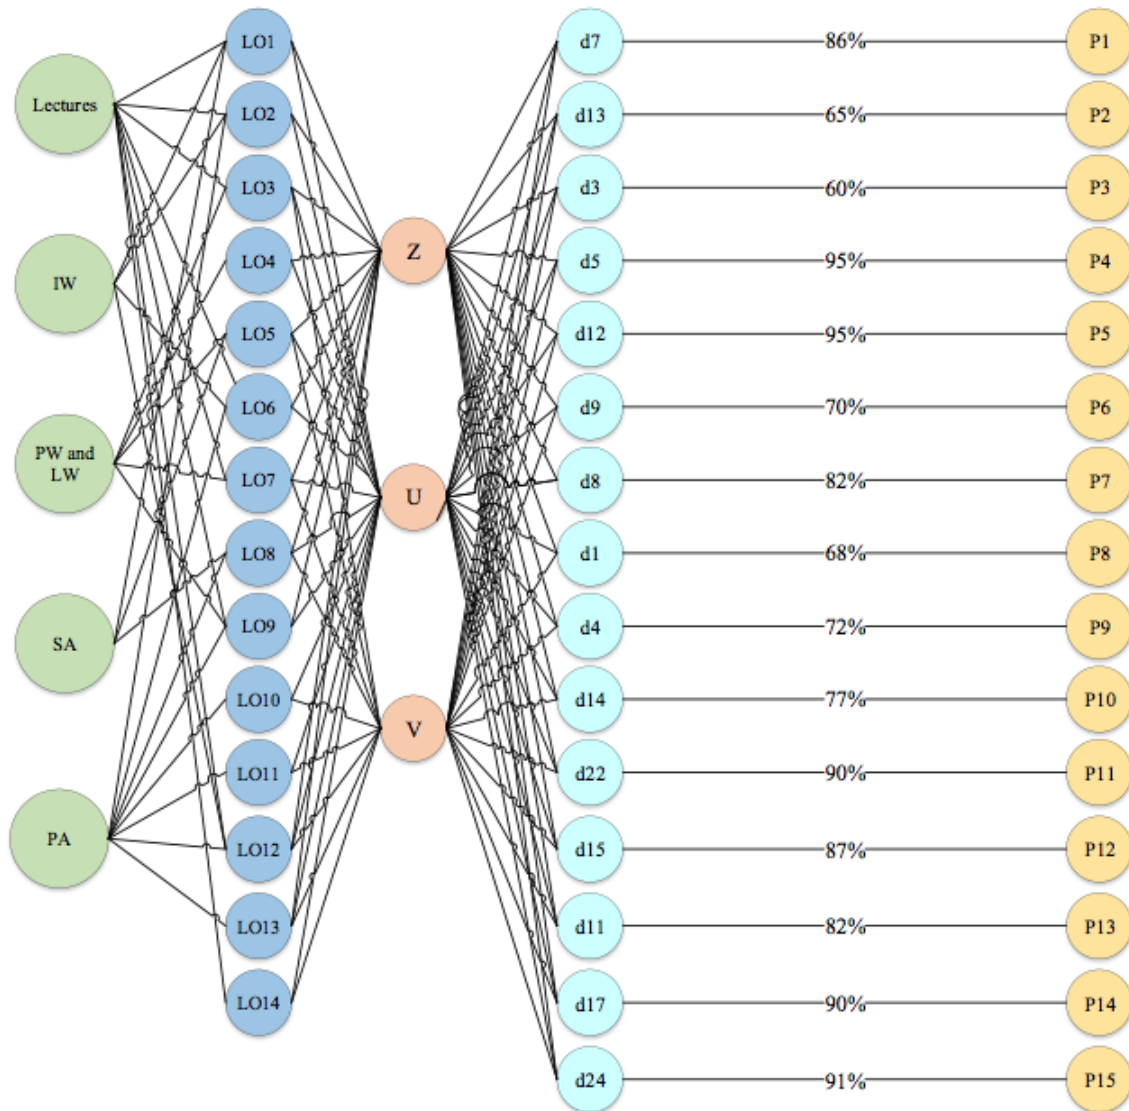 LO1
d7
86%
P1
Lectures
LO2
d13
65%
P2
LO3
d3
60%
P3
Z
LO4
d5
95%
P4
IW
LO5
d12
95%
P5
LO6
d9
70%
P6
PW and
LW
LO7
d8
82%
P7
U
LO8
d1
68%
P8
SA
LO9
d4
72%
P9
LO10
d14
77%
P10
V
LO11
d22
90%
P11
PA
LO12
d15
87%
P12
LO13
d11
82%
P13
LO14
d17
90%
P14
d24
91%
P15